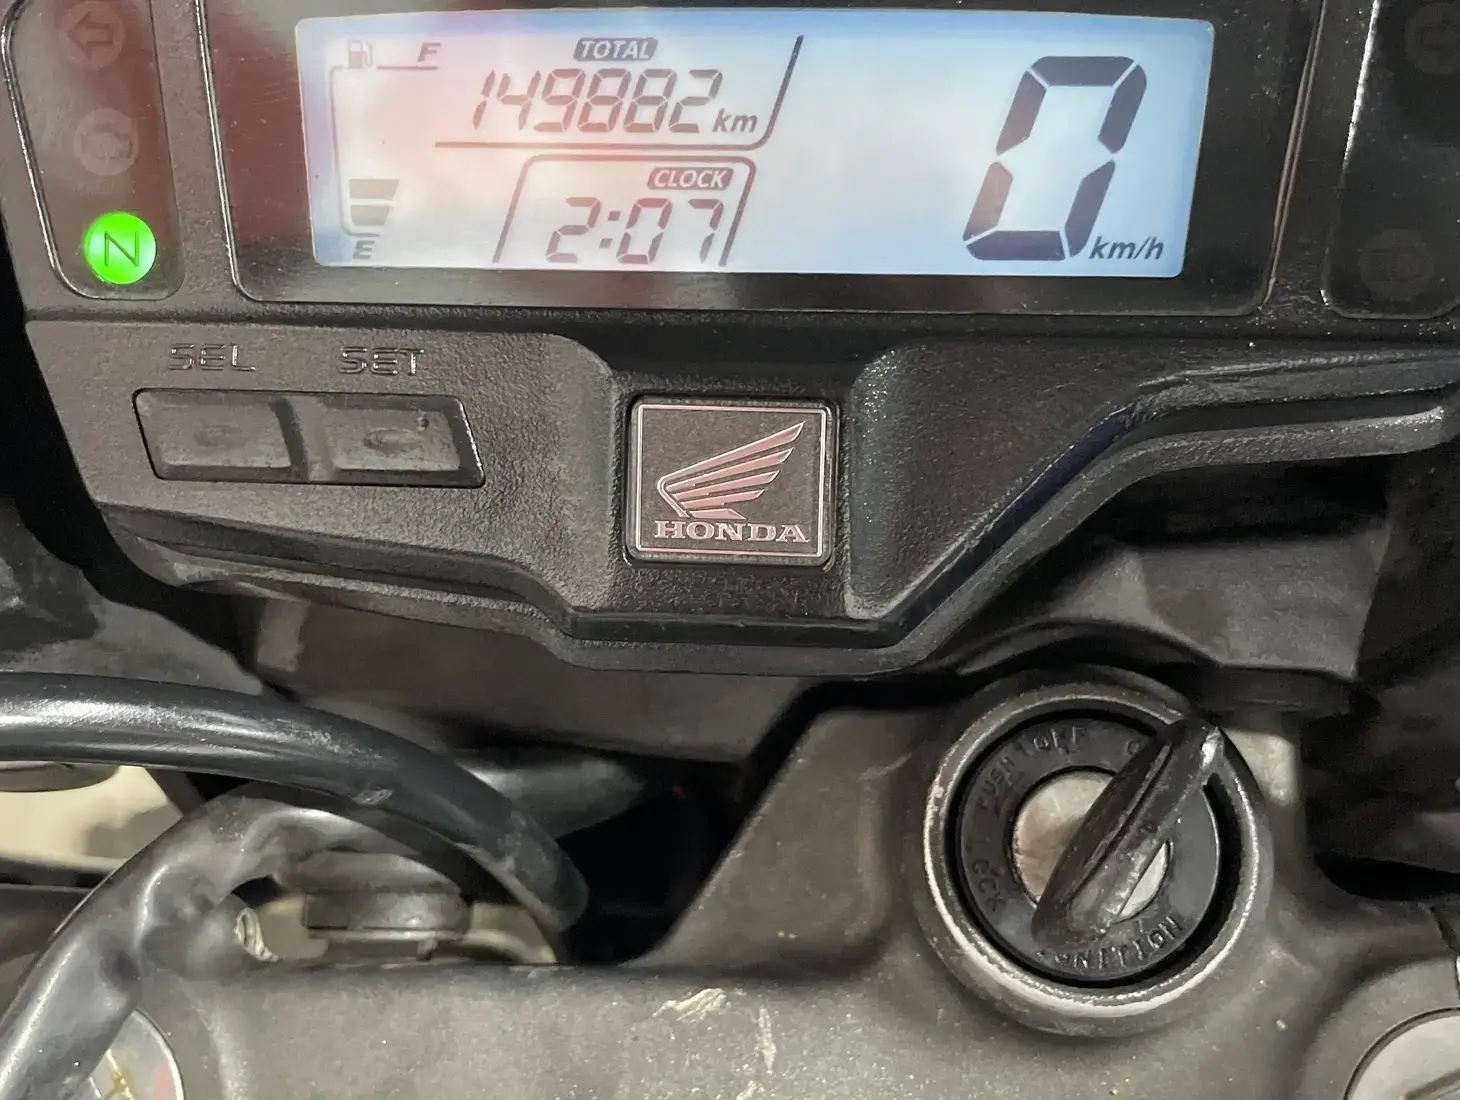 F
TOTAL
149882 km
CLOCK
2:07
E
0 km/h
N
SEL SET
HONDA
PUSH OFF
LOCK
IGNITION